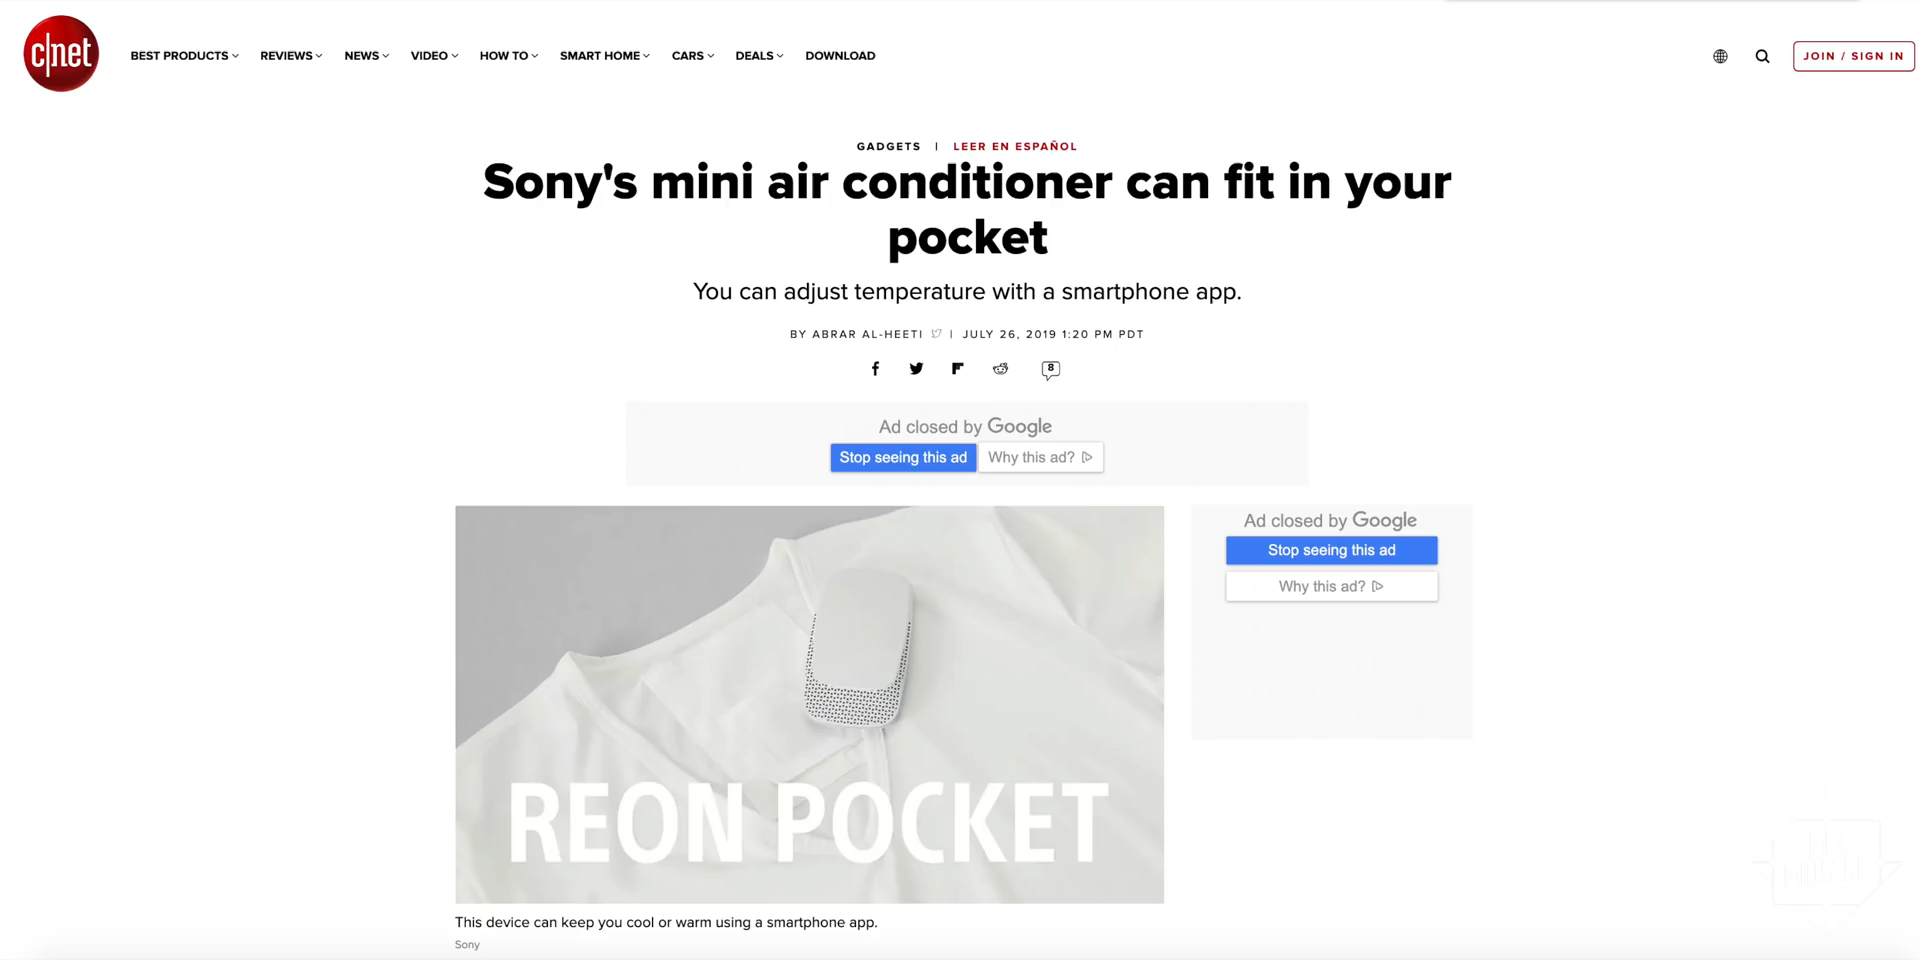 c|net
BEST PRODUCTS
REVIEWS
NEWS
VIDEO
HOW TO
SMART HOME
CARS
DEALS
DOWNLOAD
JOIN / SIGN IN
GADGETS | LEER EN ESPAÑOL
Sony's mini air conditioner can fit in your
pocket
You can adjust temperature with a smartphone app.
BY ABRAR AL-HEETI | JULY 26, 2019 1:20 PM PDT
8
Ad closed by Google
Stop seeing this ad
Why this ad?
Ad closed by Google
Stop seeing this ad
Why this ad?
REON POCKET
This device can keep you cool or warm using a smartphone app.
Sony